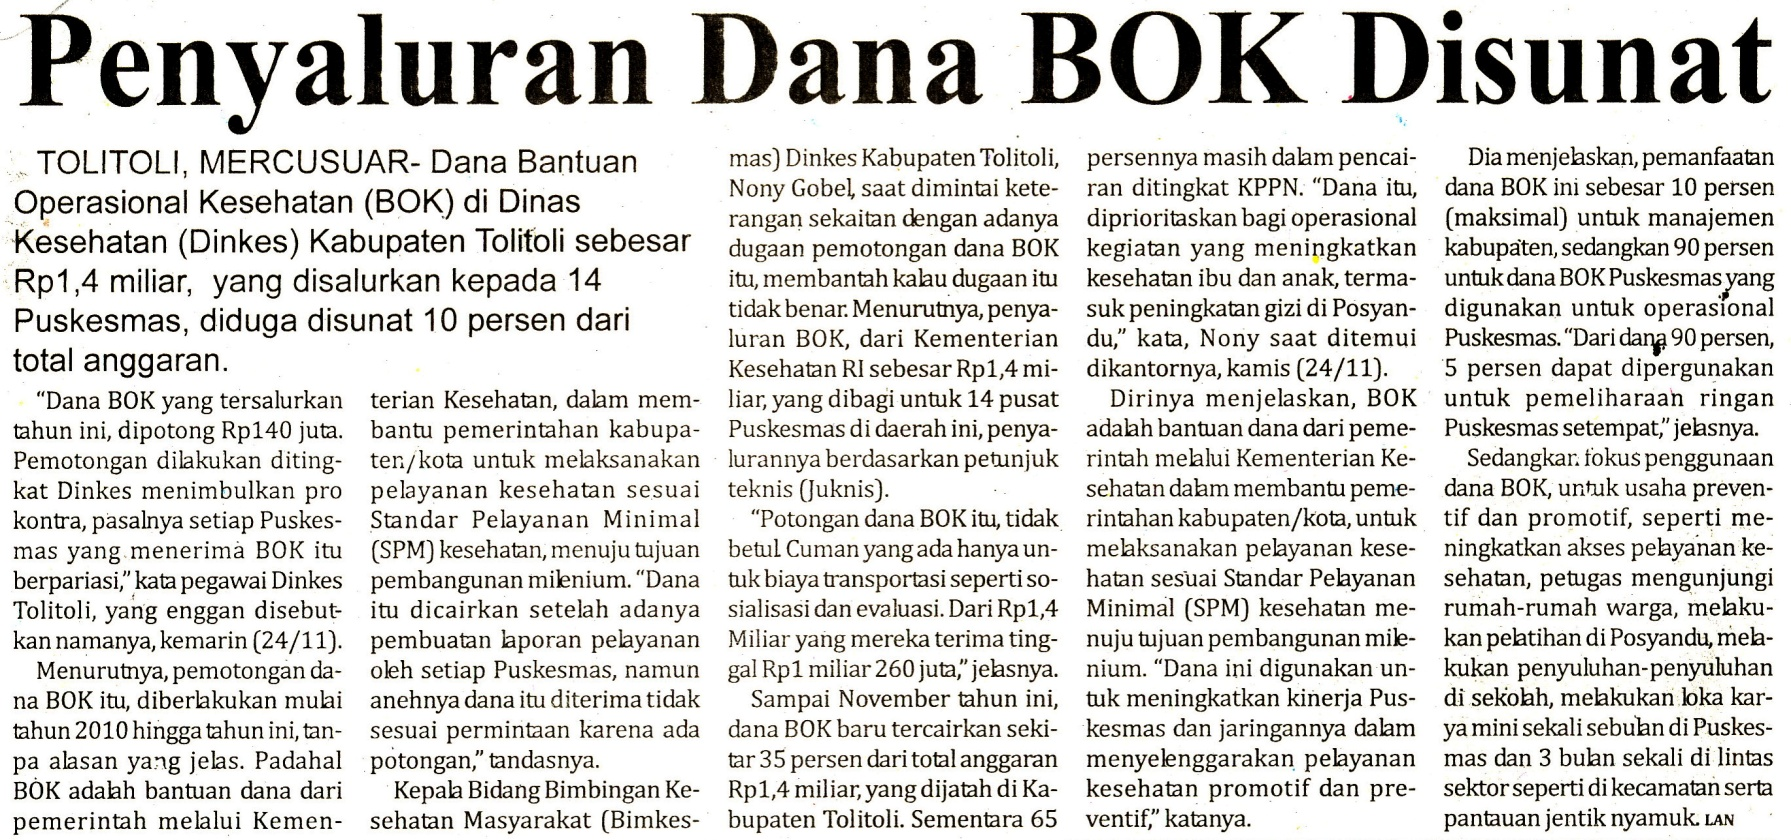 Penyaluran Dana BOK Disunat
TOLITOLI, MERCUSUAR- Dana Bantuan
Operasional Kesehatan (BOK) di Dinas
Kesehatan (Dinkes) Kabupaten Tolitoli sebesar
Rp1,4 miliar, yang disalurkan kepada 14
Puskesmas, diduga disunat 10 persen dari
total anggaran.
“Dana BOK yang tersalurkan
tahun ini, dipotong Rp140 juta.
Pemotongan dilakukan diting-
kat Dinkes menimbulkan pro
kontra, pasalnya setiap Puskes-
mas yang menerima BOK itu
berpariasi,” kata pegawai Dinkes
Tolitoli, yang enggan disebut-
kan namanya, kemarin (24/11).
Menurutnya, pemotongan da-
na BOK itu, diberlakukan mulai
tahun 2010 hingga tahun ini, tan-
pa alasan yang jelas. Padahal
BOK adalah bantuan dana dari
pemerintah melalui Kemen-
terian Kesehatan, dalam mem-
bantu pemerintahan kabupa-
ten/kota untuk melaksanakan
pelayanan kesehatan sesuai
Standar Pelayanan Minimal
(SPM) kesehatan, menuju tujuan
pembangunan milenium. “Dana
itu dicairkan setelah adanya
pembuatan laporan pelayanan
oleh setiap Puskesmas, namun
anehnya dana itu diterima tidak
sesuai permintaan karena ada
potongan,” tandasnya.
Kepala Bidang Bimbingan Ke-
sehatan Masyarakat (Bimkes-
mas) Dinkes Kabupaten Tolitoli,
Nony Gobel, saat dimintai kete-
rangan sekaitan dengan adanya
dugaan pemotongan dana BOK
itu, membantah kalau dugaan itu
tidak benar. Menurutnya, penya-
luran BOK, dari Kementerian
Kesehatan RI sebesar Rp1,4 mi-
liar, yang dibagi untuk 14 pusat
Puskesmas di daerah ini, penya-
lurannya berdasarkan petunjuk
teknis (Juknis).
“Potongan dana BOK itu, tidak
betul. Cuman yang ada hanya un-
tuk biaya transportasi seperti so-
sialisasi dan evaluasi. Dari Rp1,4
Miliar yang mereka terima ting-
gal Rp1 miliar 260 juta,” jelasnya.
Sampai November tahun ini,
dana BOK baru tercairkan seki-
tar 35 persen dari total anggaran
Rp1,4 miliar, yang dijatah di Ka-
bupaten Tolitoli. Sementara 65
persennya masih dalam pencai-
ran ditingkat KPPN. “Dana itu,
diprioritaskan bagi operasional
kegiatan yang meningkatkan
kesehatan ibu dan anak, terma-
suk peningkatan gizi di Posyan-
du,” kata, Nony saat ditemui
dikantornya, kamis (24/11).
Dirinya menjelaskan, BOK
adalah bantuan dana dari peme-
rintah melalui Kementerian Ke-
sehatan dalam membantu peme-
rintahan kabupaten/kota, untuk
melaksanakan pelayanan kese-
hatan sesuai Standar Pelayanan
Minimal (SPM) kesehatan me-
nuju tujuan pembangunan mile-
nium. “Dana ini digunakan un-
tuk meningkatkan kinerja Pus-
kesmas dan jaringannya dalam
menyelenggarakan pelayanan
kesehatan promotif dan pre-
ventif,” katanya.
Dia menjelaskan, pemanfaatan
dana BOK ini sebesar 10 persen
(maksimal) untuk manajemen
kabupaten, sedangkan 90 persen
untuk dana BOK Puskesmas yang
digunakan untuk operasional
Puskesmas. “Dari dana 90 persen,
5 persen dapat dipergunakan
untuk pemeliharaan ringan
Puskesmas setempat,” jelasnya.
Sedangkan fokus penggunaan
dana BOK, untuk usaha preven-
tif dan promotif, seperti me-
ningkatkan akses pelayanan ke-
sehatan, petugas mengunjungi
rumah-rumah warga, melaku-
kan pelatihan di Posyandu, mela-
kukan penyuluhan-penyuluhan
di sekolah, melakukan loka kar-
ya mini sekali sebulan di Puskes-
mas dan 3 bulan sekali di lintas
sektor seperti di kecamatan serta
pantauan jentik nyamuk. LAN